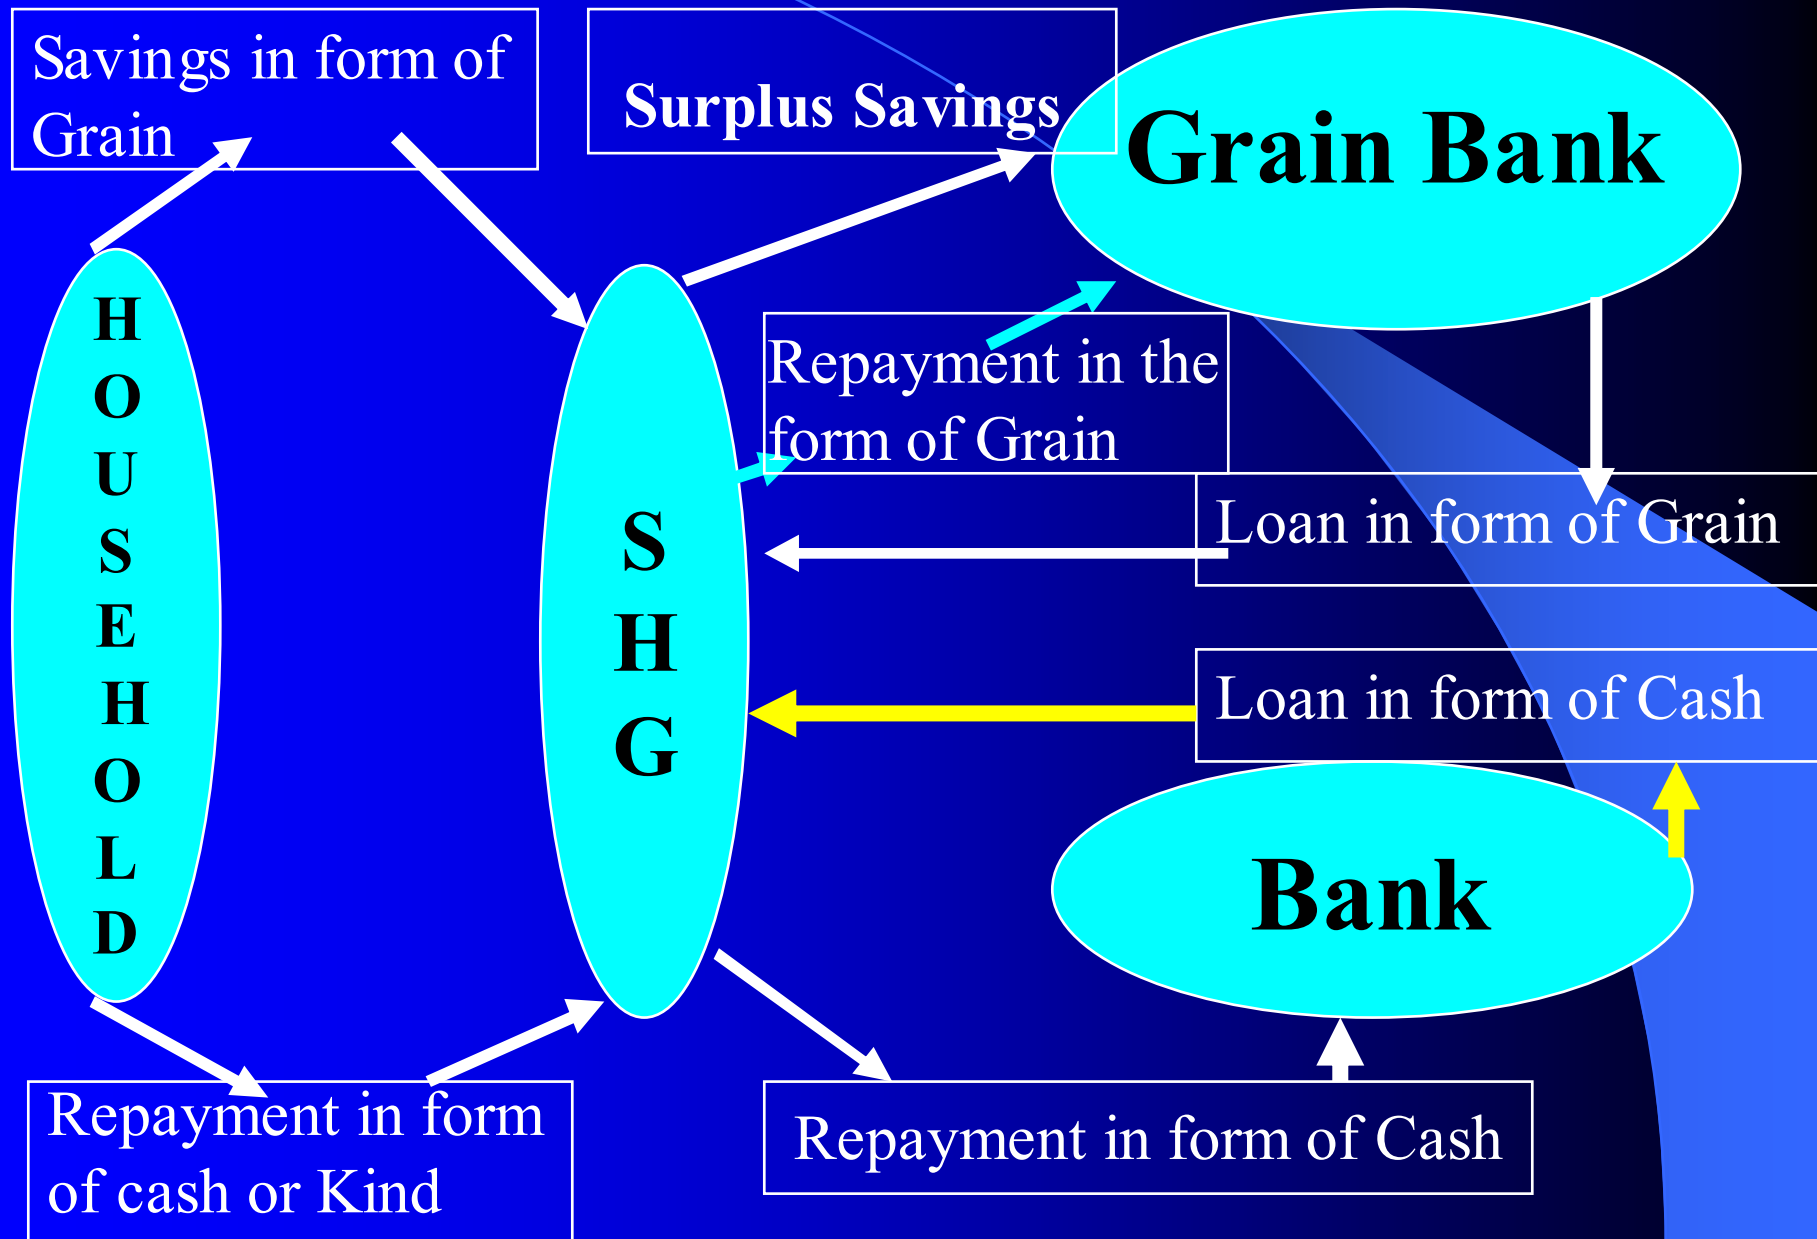 Savings in form of
Grain
Surplus Savings
Grain Bank
H
O
U
S
E
H
O
L
D
S
H
G
Repayment in the
form of Grain
Loan in form of Grain
Loan in form of Cash
Bank
Repayment in form
of cash or Kind
Repayment in form of Cash